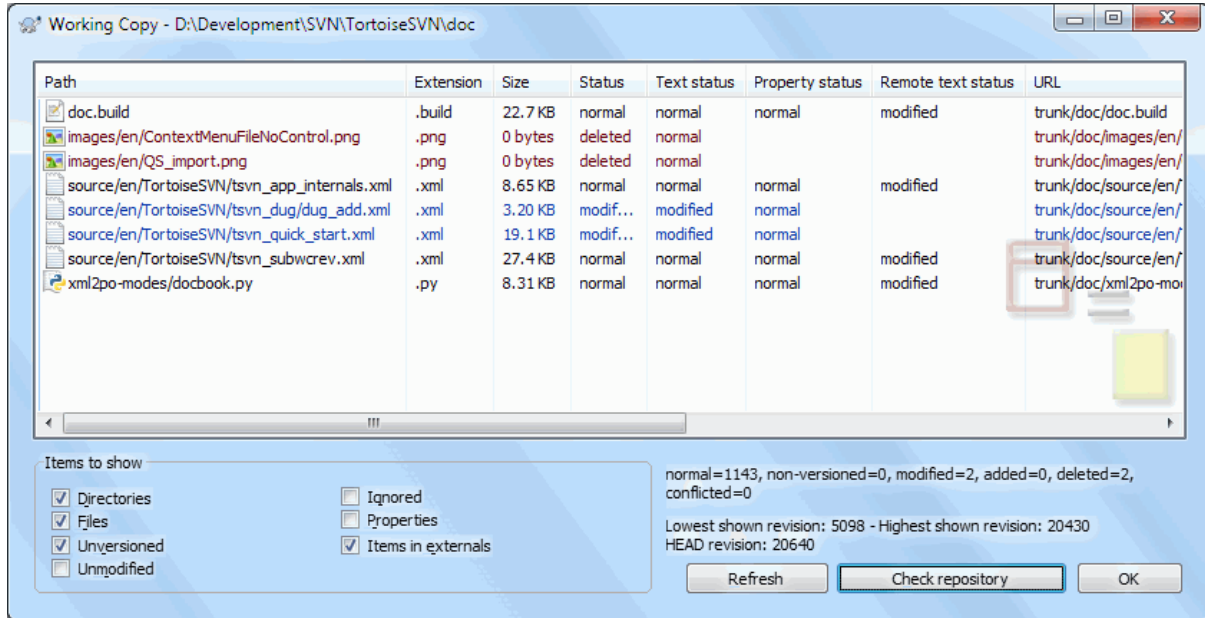 Working Copy - D:\Development\SVN\TortoiseSVN\doc
Path Extension Size Status Text status Property status Remote text status URL
doc.build .build 22.7 KB normal normal normal modified trunk/doc/doc.build
images/en/ContextMenuFileNoControl.png .png 0 bytes deleted normal trunk/doc/images/en/
images/en/QS_import.png .png 0 bytes deleted normal trunk/doc/images/en/
source/en/TortoiseSVN/tsvn_app_internals.xml .xml 8.65 KB normal normal normal modified trunk/doc/source/en/
source/en/TortoiseSVN/tsvn_dug/dug_add.xml .xml 3.20 KB modif... modified normal trunk/doc/source/en/
source/en/TortoiseSVN/tsvn_quick_start.xml .xml 19.1 KB modif... modified normal trunk/doc/source/en/
source/en/TortoiseSVN/tsvn_subwcrev.xml .xml 27.4 KB normal normal normal modified trunk/doc/source/en/
xml2po-modes/docbook.py .py 8.31 KB normal normal normal modified trunk/doc/xml2po-mo
Items to show
Directories
Files
Unversioned
Unmodified
Ignored
Properties
Items in externals
normal=1143, non-versioned=0, modified=2, added=0, deleted=2,
conflicted=0
Lowest shown revision: 5098 - Highest shown revision: 20430
HEAD revision: 20640
Refresh Check repository OK